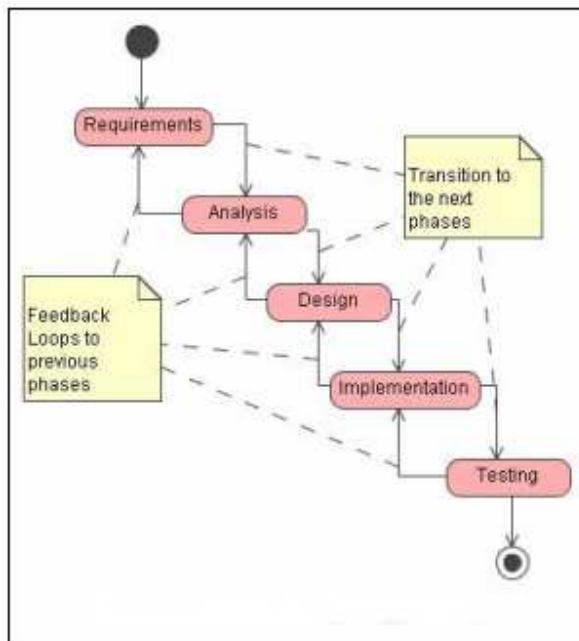 Requirements
Transition to
the next
phases
Analysis
Feedback
Loops to
previous
phases
Design
Implementation
Testing